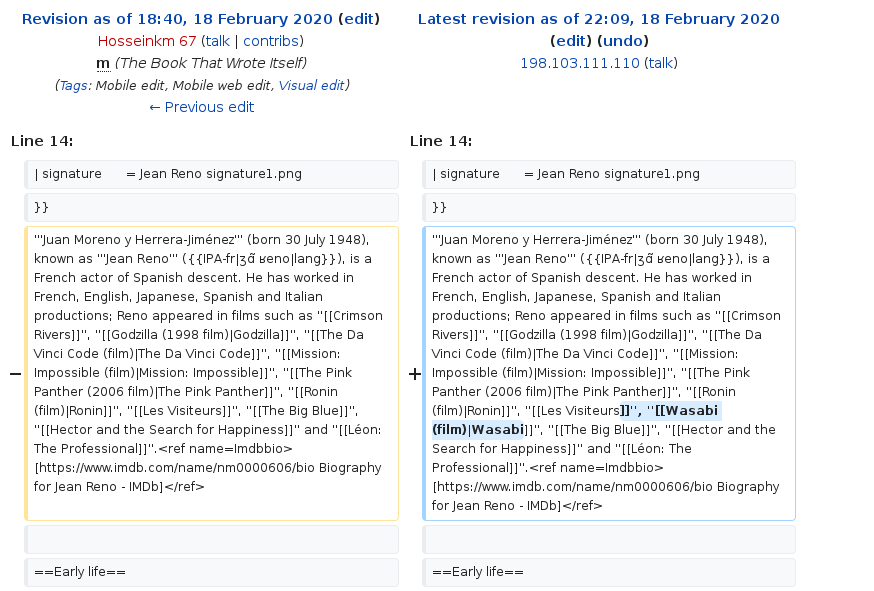 Revision as of 18:40, 18 February 2020 (edit)
Hosseinkm 67 (talk | contribs)
m (The Book That Wrote Itself)
(Tags: Mobile edit, Mobile web edit, Visual edit)
← Previous edit
Latest revision as of 22:09, 18 February 2020
(edit) (undo)
198.103.111.110 (talk)
Line 14:
Line 14:
| signature = Jean Reno signature1.png
| signature = Jean Reno signature1.png
}}
}}
−
'''Juan Moreno y Herrera-Jiménez''' (born 30 July 1948),
known as '''Jean Reno''' ({{IPA-fr|ʒɑ̃ ʁeno|lang}}), is a
French actor of Spanish descent. He has worked in
French, English, Japanese, Spanish and Italian
productions; Reno appeared in films such as ''[[Crimson
Rivers]]'', ''[[Godzilla (1998 film)|Godzilla]]'', ''[[The Da
Vinci Code (film)|The Da Vinci Code]]'', ''[[Mission:
Impossible (film)|Mission: Impossible]]'', ''[[The Pink
Panther (2006 film)|The Pink Panther]]'', ''[[Ronin
(film)|Ronin]]'', ''[[Les Visiteurs]]'', ''[[The Big Blue]]'',
''[[Hector and the Search for Happiness]]'' and ''[[Léon:
The Professional]]''.<ref name=Imdbbio>
[https://www.imdb.com/name/nm0000606/bio Biography
for Jean Reno - IMDb]</ref>
+
'''Juan Moreno y Herrera-Jiménez''' (born 30 July 1948),
known as '''Jean Reno''' ({{IPA-fr|ʒɑ̃ ʁeno|lang}}), is a
French actor of Spanish descent. He has worked in
French, English, Japanese, Spanish and Italian
productions; Reno appeared in films such as ''[[Crimson
Rivers]]'', ''[[Godzilla (1998 film)|Godzilla]]'', ''[[The Da
Vinci Code (film)|The Da Vinci Code]]'', ''[[Mission:
Impossible (film)|Mission: Impossible]]'', ''[[The Pink
Panther (2006 film)|The Pink Panther]]'', ''[[Ronin
(film)|Ronin]]'', ''[[Les Visiteurs]]'', ''[[Wasabi
(film)|Wasabi]]'', ''[[The Big Blue]]'', ''[[Hector and the
Search for Happiness]]'' and ''[[Léon: The
Professional]]''.<ref name=Imdbbio>
[https://www.imdb.com/name/nm0000606/bio Biography
for Jean Reno - IMDb]</ref>
==Early life==
==Early life==